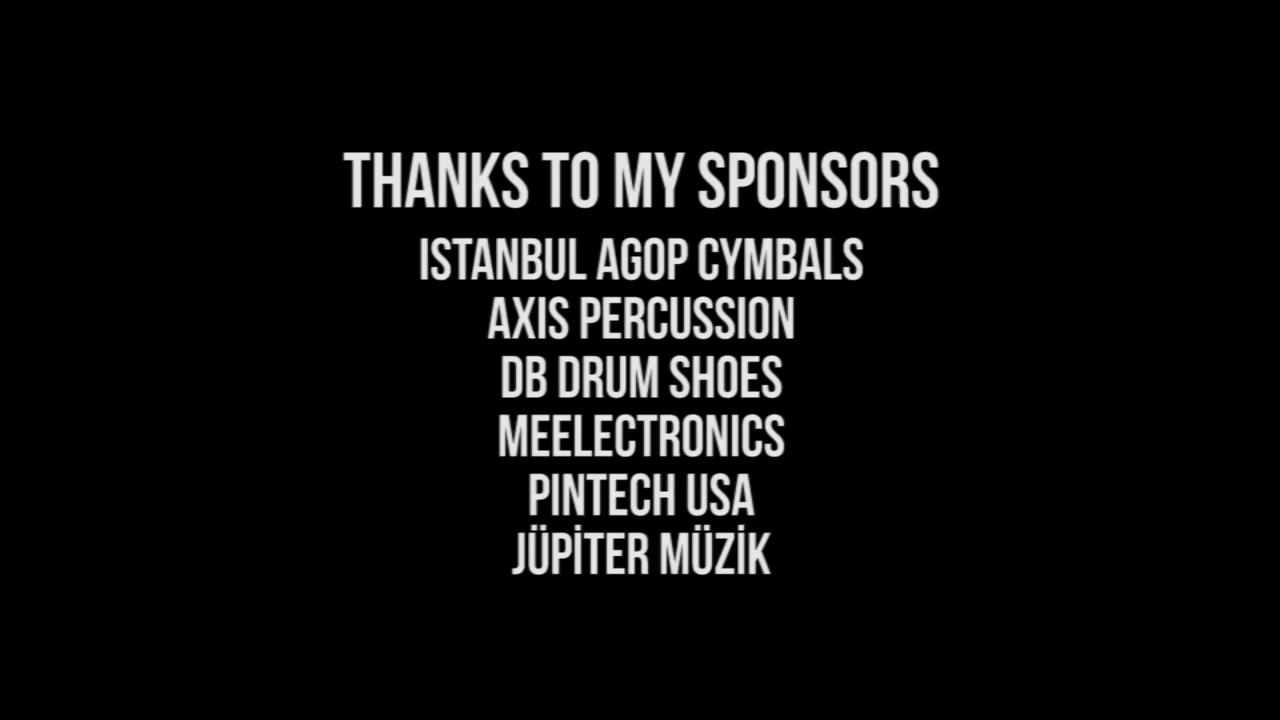 THANKS TO MY SPONSORS
ISTANBUL AGOP CYMBALS
AXIS PERCUSSION
DB DRUM SHOES
MEELECTRONICS
PINTECH USA
JÜPİTER MÜZİK